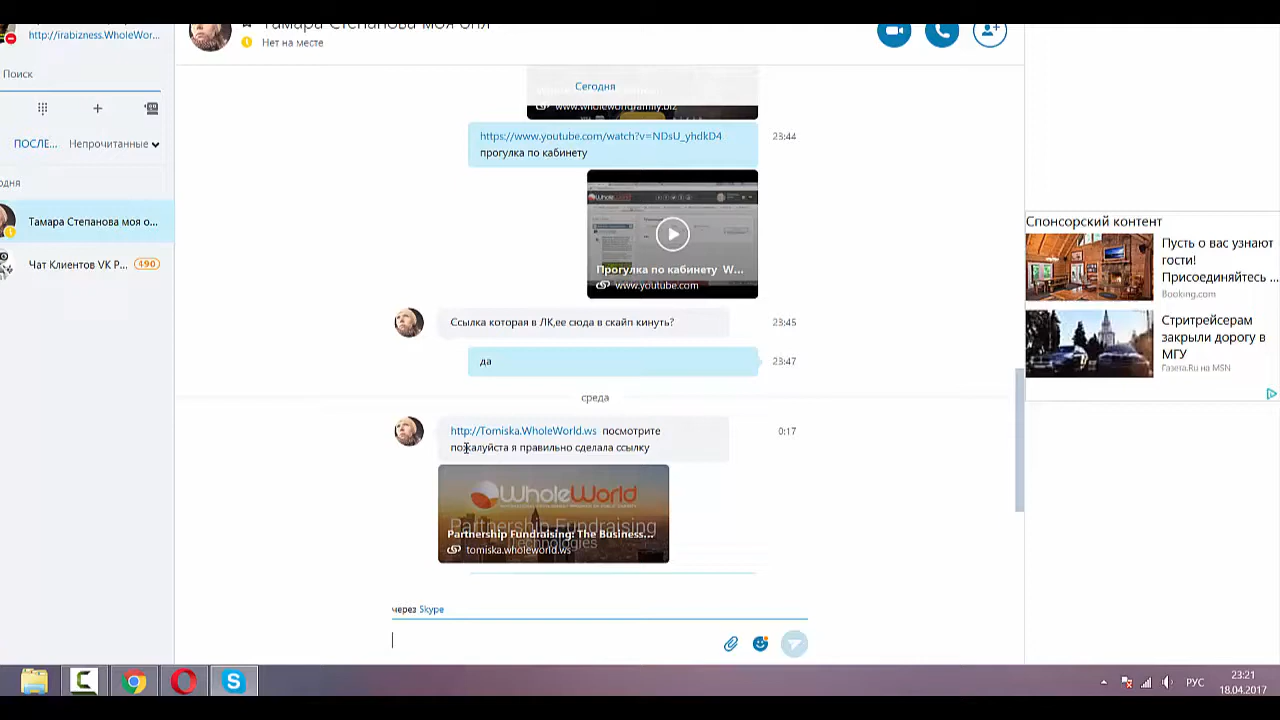 http://irabizness.WholeWor...
Тамара Степанова моя
Нет на месте
Поиск
ПОСЛЕ... Непрочитанные
Тамара Степанова моя о...
Чат Клиентов VK P... 490
Сегодня
www.wholeworldfamily.biz
https://www.youtube.com/watch?v=NDsU_yhdkD4 23:44
прогулка по кабинету
Прогулка по кабинету W...
www.youtube.com
Ссылка которая в ЛК,ее сюда в скайп кинуть? 23:45
да 23:47
среда
http://Tomiska.WholeWorld.ws посмотрите 0:17
пожалуйста я правильно сделала ссылку
WHOLEWORLD
Partnership Fundraising
Technologies
Partnership Fundraising: The Business...
tomiska.wholeworld.ws
через Skype
Спонсорский контент
Пусть о вас узнают
гости!
Присоединяйтесь ...
Booking.com
Стритрейсерам
закрыли дорогу в
МГУ
Газета.Ru на MSN
РУС
23:21
18.04.2017